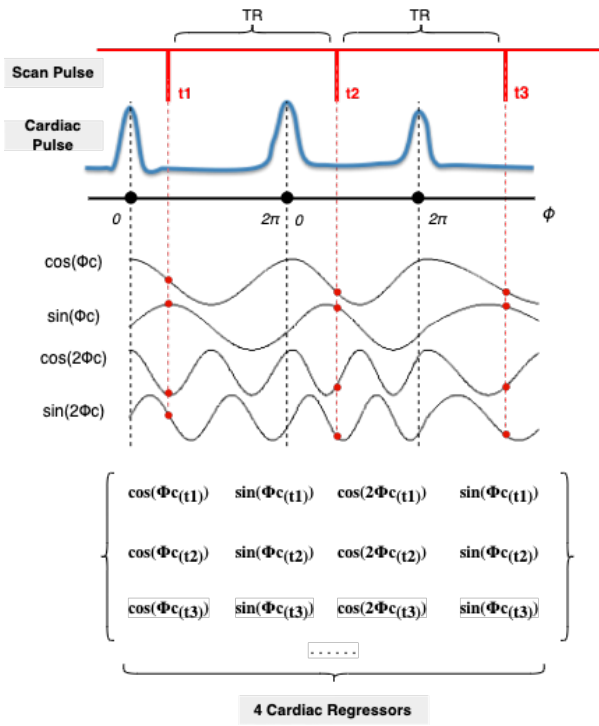 TR TR
Scan Pulse
t1 t2 t3
Cardiac
Pulse
0 2π 0 2π ϕ
cos(Φc)
sin(Φc)
cos(2Φc)
sin(2Φc)
cos(Φc(t1)) sin(Φc(t1)) cos(2Φc(t1)) sin(Φc(t1))
cos(Φc(t2)) sin(Φc(t2)) cos(2Φc(t2)) sin(Φc(t2))
cos(Φc(t3)) sin(Φc(t3)) cos(2Φc(t3)) sin(Φc(t3))
......
4 Cardiac Regressors